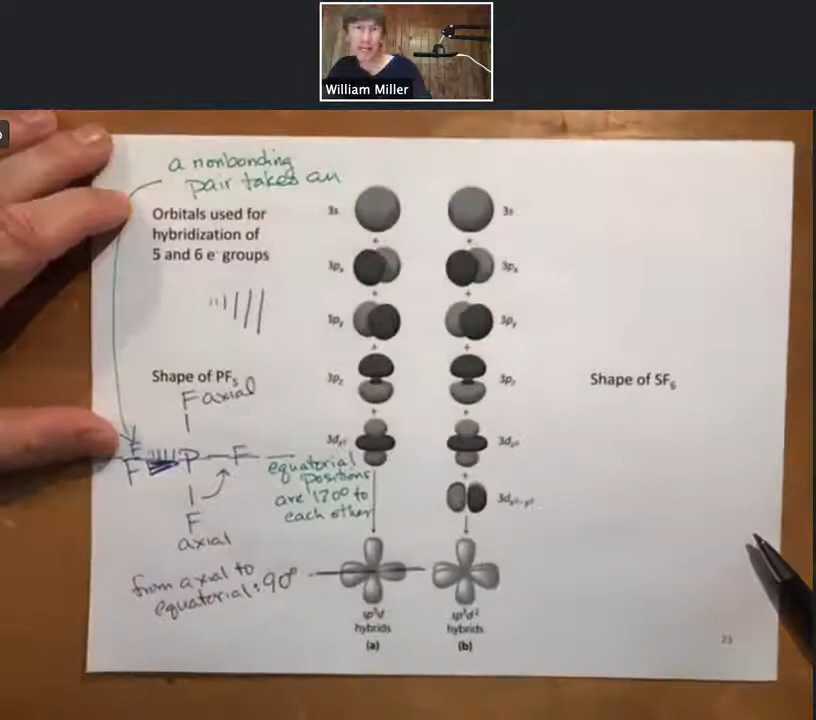 William Miller
a nonbonding
pair takes an
Orbitals used for
hybridization of
5 and 6 e⁻ groups
Shape of PF₅
F axial
F
F
P
F
F
axial
equatorial
positions
are 120° to
each other
from axial to
equatorial: 90°
3s
+
3pₓ
+
3pᵧ
+
3p_z
+
3d_z²
sp³d
hybrids
(a)
3s
+
3pₓ
+
3pᵧ
+
3p_z
+
3d_z²
+
3d_x²-y²
sp³d²
hybrids
(b)
Shape of SF₆
23